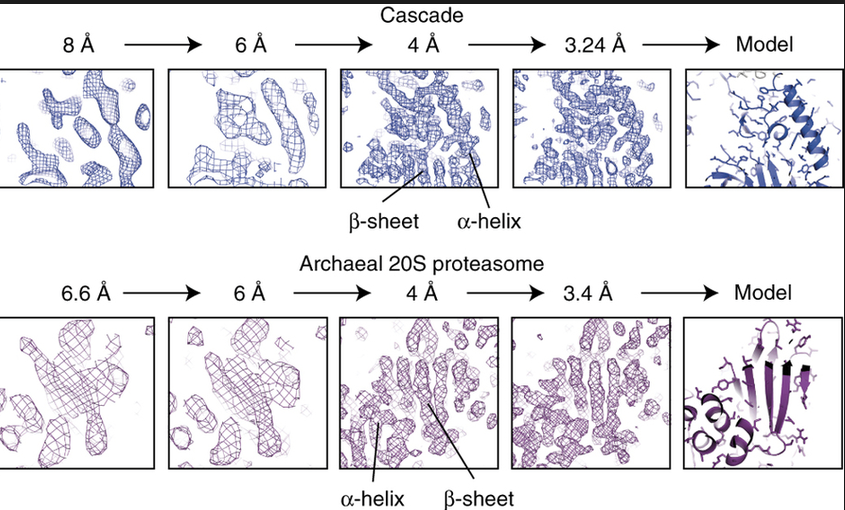 Cascade
8 Å 6 Å 4 Å 3.24 Å Model
β-sheet α-helix
Archaeal 20S proteasome
6.6 Å 6 Å 4 Å 3.4 Å Model
α-helix β-sheet